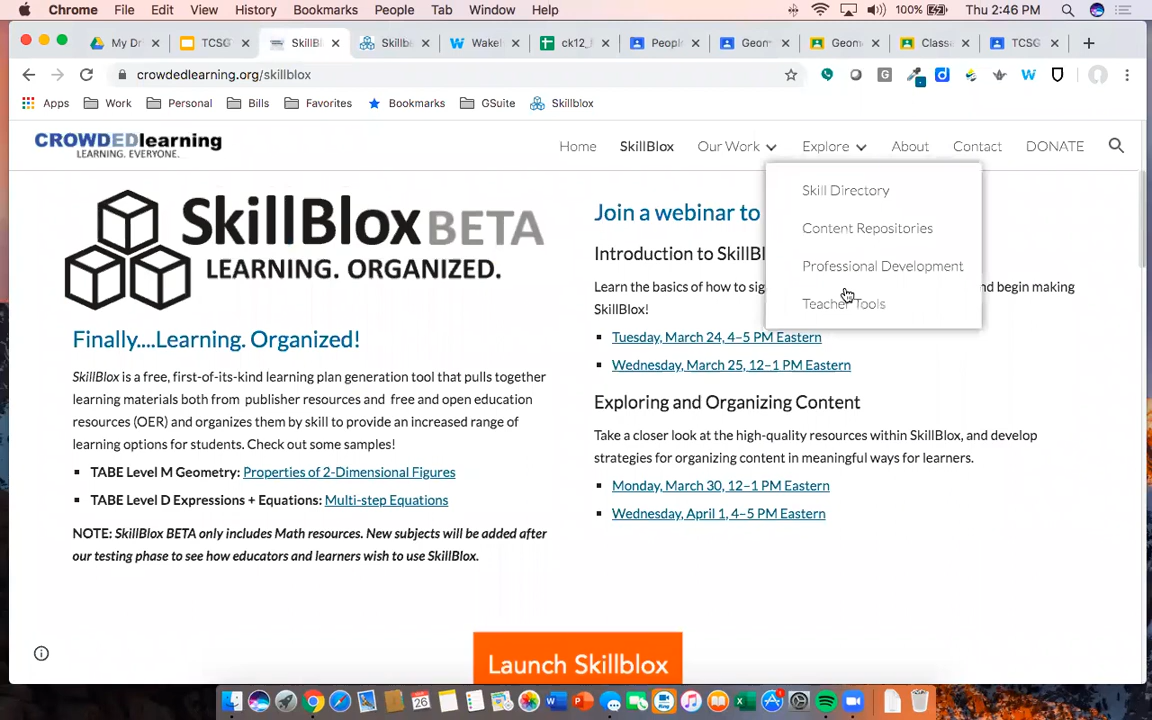 Chrome File Edit View History Bookmarks People Tab Window Help 100% Thu 2:46 PM
My Dr TCSG SkillBl Skillbl Wakel ck12_f Peopl Geom Geom Classe TCSG
crowdedlearning.org/skillblox
Apps Work Personal Bills Favorites Bookmarks GSuite Skillblox
CROWDEDlearning
LEARNING. EVERYONE.
Home SkillBlox Our Work Explore About Contact DONATE
Skill Directory
Content Repositories
Professional Development
Teacher Tools
SkillBlox BETA
LEARNING. ORGANIZED.
Finally....Learning. Organized!
SkillBlox is a free, first-of-its-kind learning plan generation tool that pulls together
learning materials both from publisher resources and free and open education
resources (OER) and organizes them by skill to provide an increased range of
learning options for students. Check out some samples!
TABE Level M Geometry: Properties of 2-Dimensional Figures
TABE Level D Expressions + Equations: Multi-step Equations
NOTE: SkillBlox BETA only includes Math resources. New subjects will be added after
our testing phase to see how educators and learners wish to use SkillBlox.
Join a webinar to
Introduction to SkillB
Learn the basics of how to sig nd begin making
SkillBlox!
Tuesday, March 24, 4–5 PM Eastern
Wednesday, March 25, 12–1 PM Eastern
Exploring and Organizing Content
Take a closer look at the high-quality resources within SkillBlox, and develop
strategies for organizing content in meaningful ways for learners.
Monday, March 30, 12–1 PM Eastern
Wednesday, April 1, 4–5 PM Eastern
Launch Skillblox